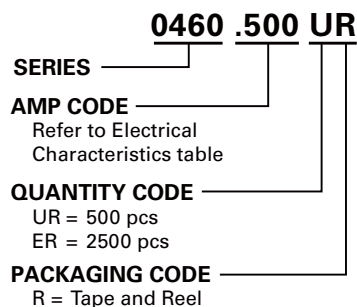 0460 .500 UR
SERIES
AMP CODE
Refer to Electrical
Characteristics table
QUANTITY CODE
UR = 500 pcs
ER = 2500 pcs
PACKAGING CODE
R = Tape and Reel